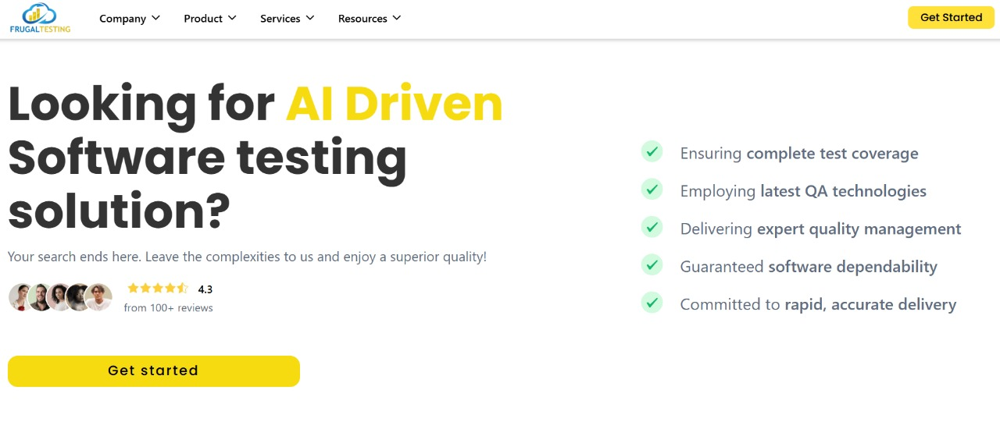 FRUGALTESTING
Company
Product
Services
Resources
Get Started
Looking for AI Driven
Software testing
solution?
Your search ends here. Leave the complexities to us and enjoy a superior quality!
4.3
from 100+ reviews
Get started
Ensuring complete test coverage
Employing latest QA technologies
Delivering expert quality management
Guaranteed software dependability
Committed to rapid, accurate delivery